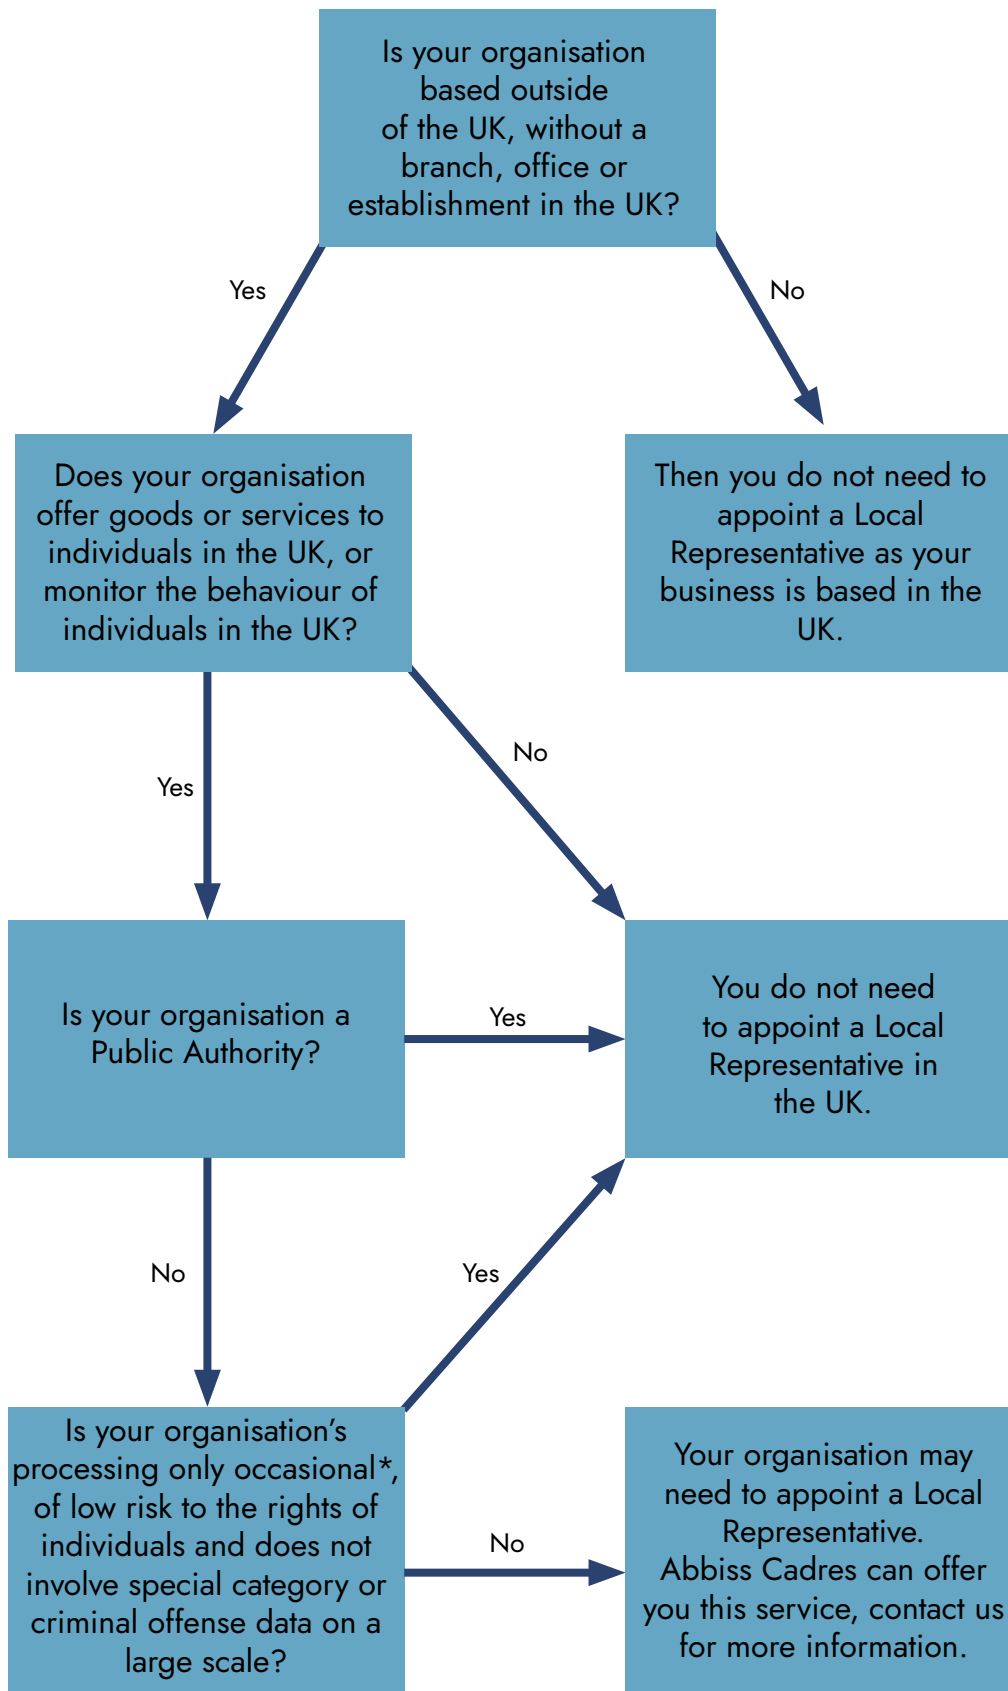 Is your organisation
based outside
of the UK, without a
branch, office or
establishment in the UK?
Yes
No
Does your organisation
offer goods or services to
individuals in the UK, or
monitor the behaviour of
individuals in the UK?
Then you do not need to
appoint a Local
Representative as your
business is based in the
UK.
No
Yes
Is your organisation a
Public Authority?
Yes
You do not need
to appoint a Local
Representative in
the UK.
No
Yes
Is your organisation’s
processing only occasional*,
of low risk to the rights of
individuals and does not
involve special category or
criminal offense data on a
large scale?
No
Your organisation may
need to appoint a Local
Representative.
Abbiss Cadres can offer
you this service, contact us
for more information.